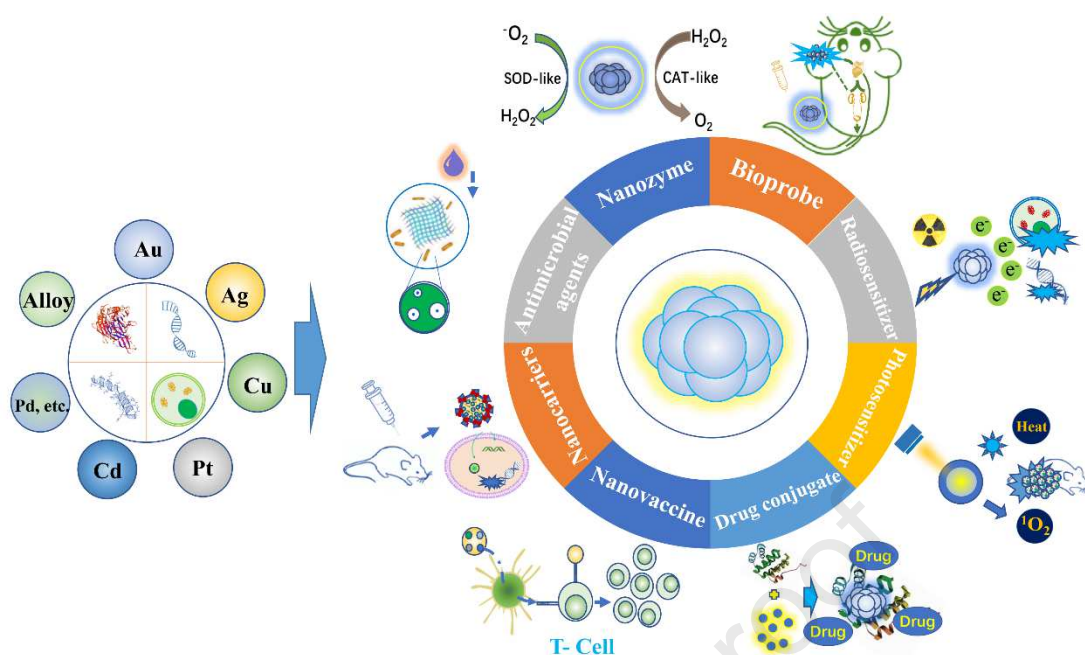 ⁻O₂
SOD-like
H₂O₂
H₂O₂
CAT-like
O₂
Au
Alloy
Ag
Pd, etc.
Cu
Cd
Pt
Nanozyme
Bioprobe
Antimicrobial
agents
Radiosensitizer
Nanocarriers
Photosensitizer
Nanovaccine
Drug conjugate
e⁻
e⁻
e⁻
e⁻
Heat
¹O₂
T- Cell
Drug
Drug
Drug
roof